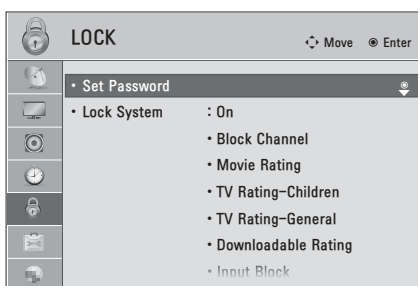 LOCK
Move Enter
• Set Password
• Lock System : On
• Block Channel
• Movie Rating
• TV Rating-Children
• TV Rating-General
• Downloadable Rating
• Input Block